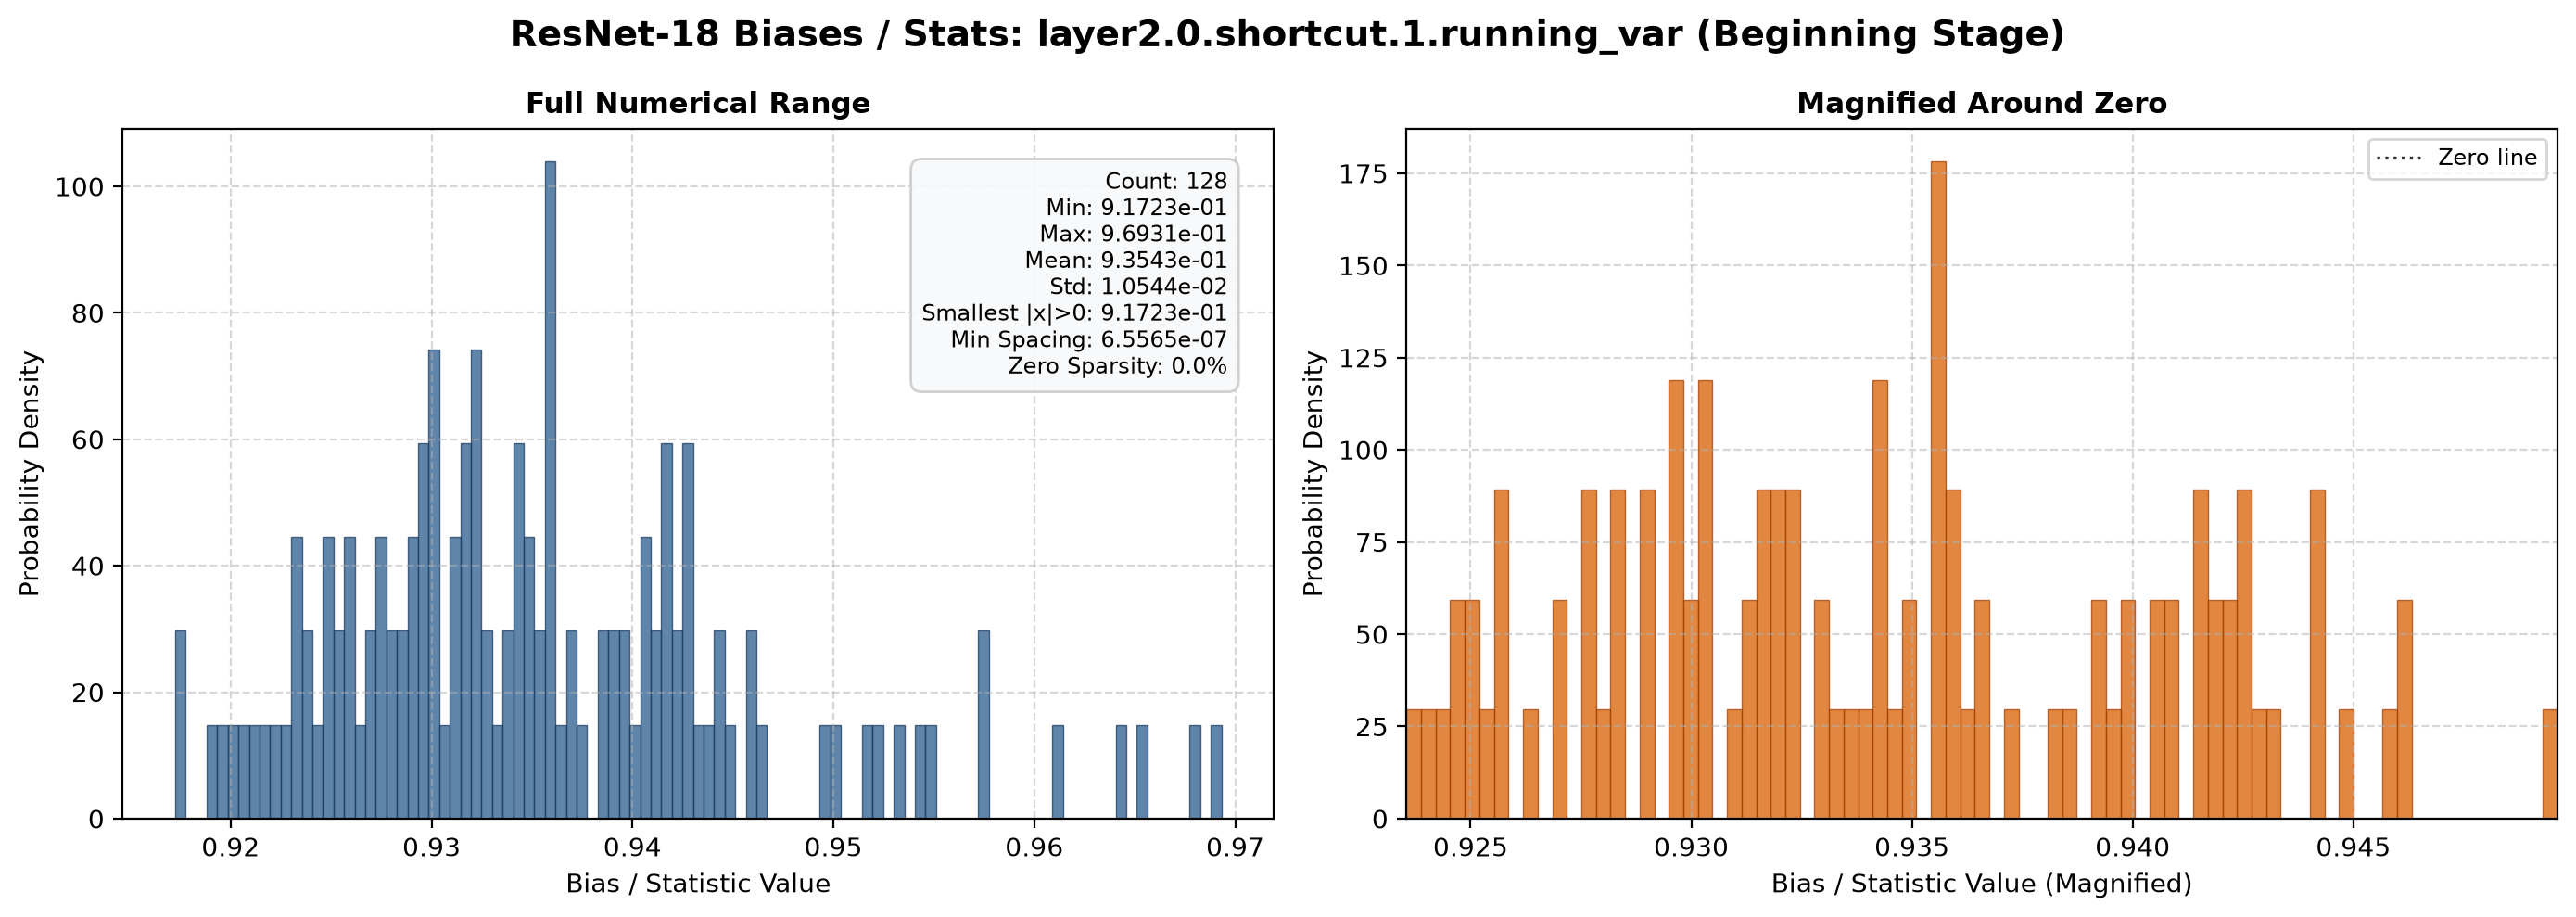 ResNet-18 Biases / Stats: layer2.0.shortcut.1.running_var (Beginning Stage)
Full Numerical Range
Probability Density
0
20
40
60
80
100
Count: 128
Min: 9.1723e-01
Max: 9.6931e-01
Mean: 9.3543e-01
Std: 1.0544e-02
Smallest |x|>0: 9.1723e-01
Min Spacing: 6.5565e-07
Zero Sparsity: 0.0%
0.92 0.93 0.94 0.95 0.96 0.97
Bias / Statistic Value
Magnified Around Zero
Probability Density
0
25
50
75
100
125
150
175
Zero line
0.925 0.930 0.935 0.940 0.945
Bias / Statistic Value (Magnified)